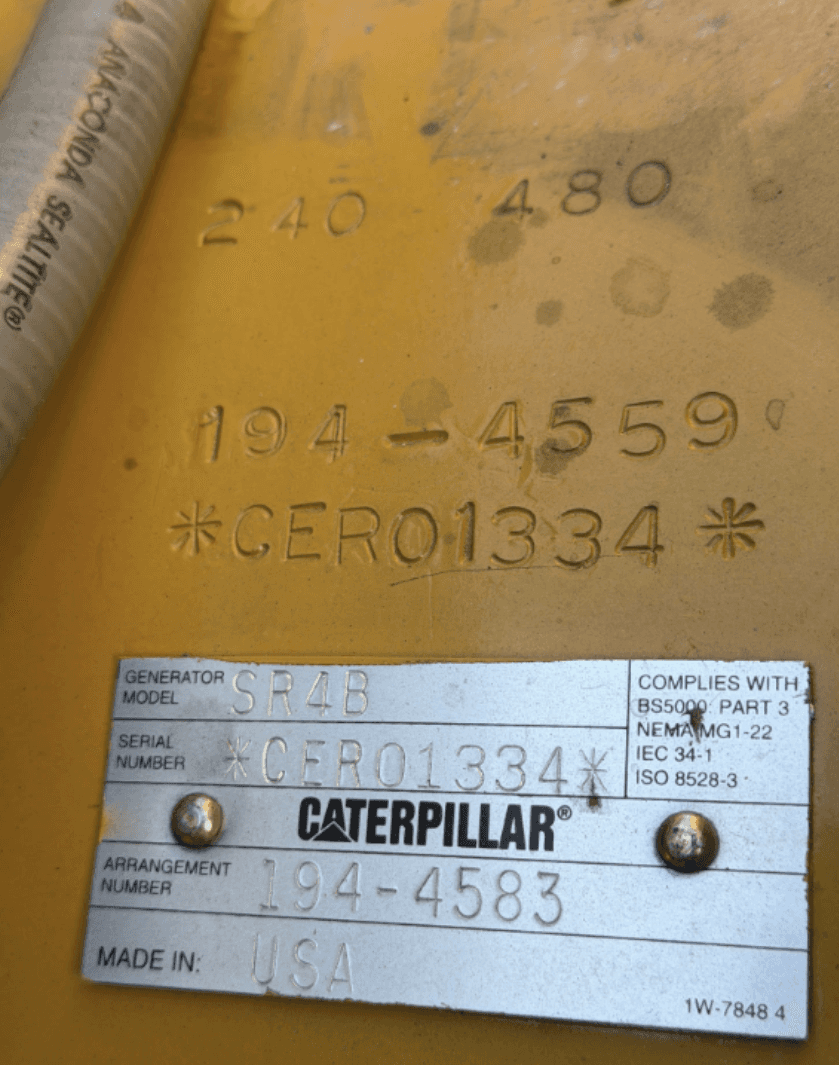 ANACONDA SEALTITE®
240 480
194-4559
*CER01334*
GENERATOR MODEL SR4B
SERIAL NUMBER *CER01334*
COMPLIES WITH
BS5000: PART 3
NEMA MG1-22
IEC 34-1
ISO 8528-3
CATERPILLAR®
ARRANGEMENT NUMBER 194-4583
MADE IN: USA
1W-7848 4